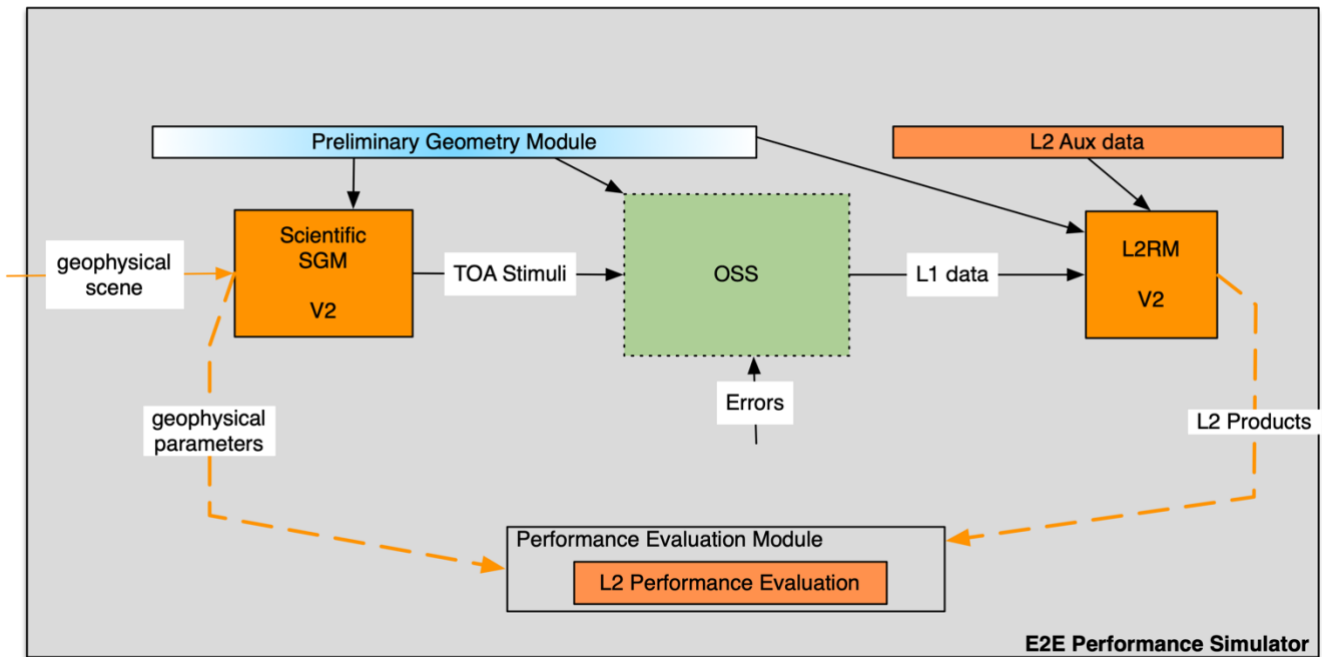 Preliminary Geometry Module
L2 Aux data
Scientific
SGM
V2
geophysical
scene
TOA Stimuli
OSS
L1 data
L2RM
V2
Errors
geophysical
parameters
L2 Products
Performance Evaluation Module
L2 Performance Evaluation
E2E Performance Simulator